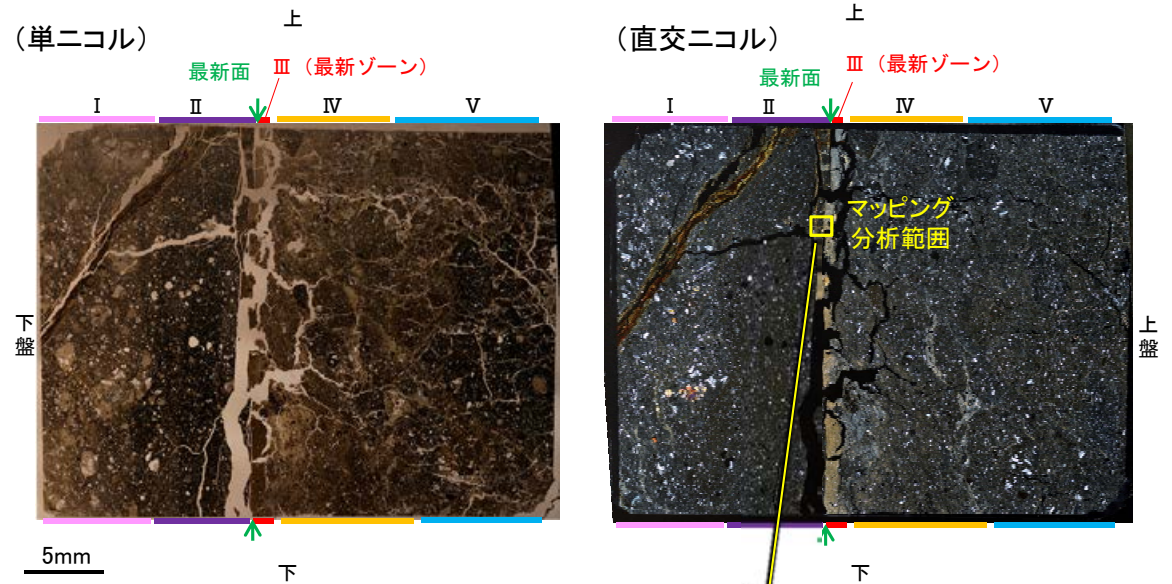 上
(単ニコル)
最新面
Ⅲ (最新ゾーン)
Ⅰ
Ⅱ
Ⅳ
Ⅴ
下盤
5mm
下
上
(直交ニコル)
最新面
Ⅲ (最新ゾーン)
Ⅰ
Ⅱ
Ⅳ
Ⅴ
マッピング
分析範囲
上盤
下